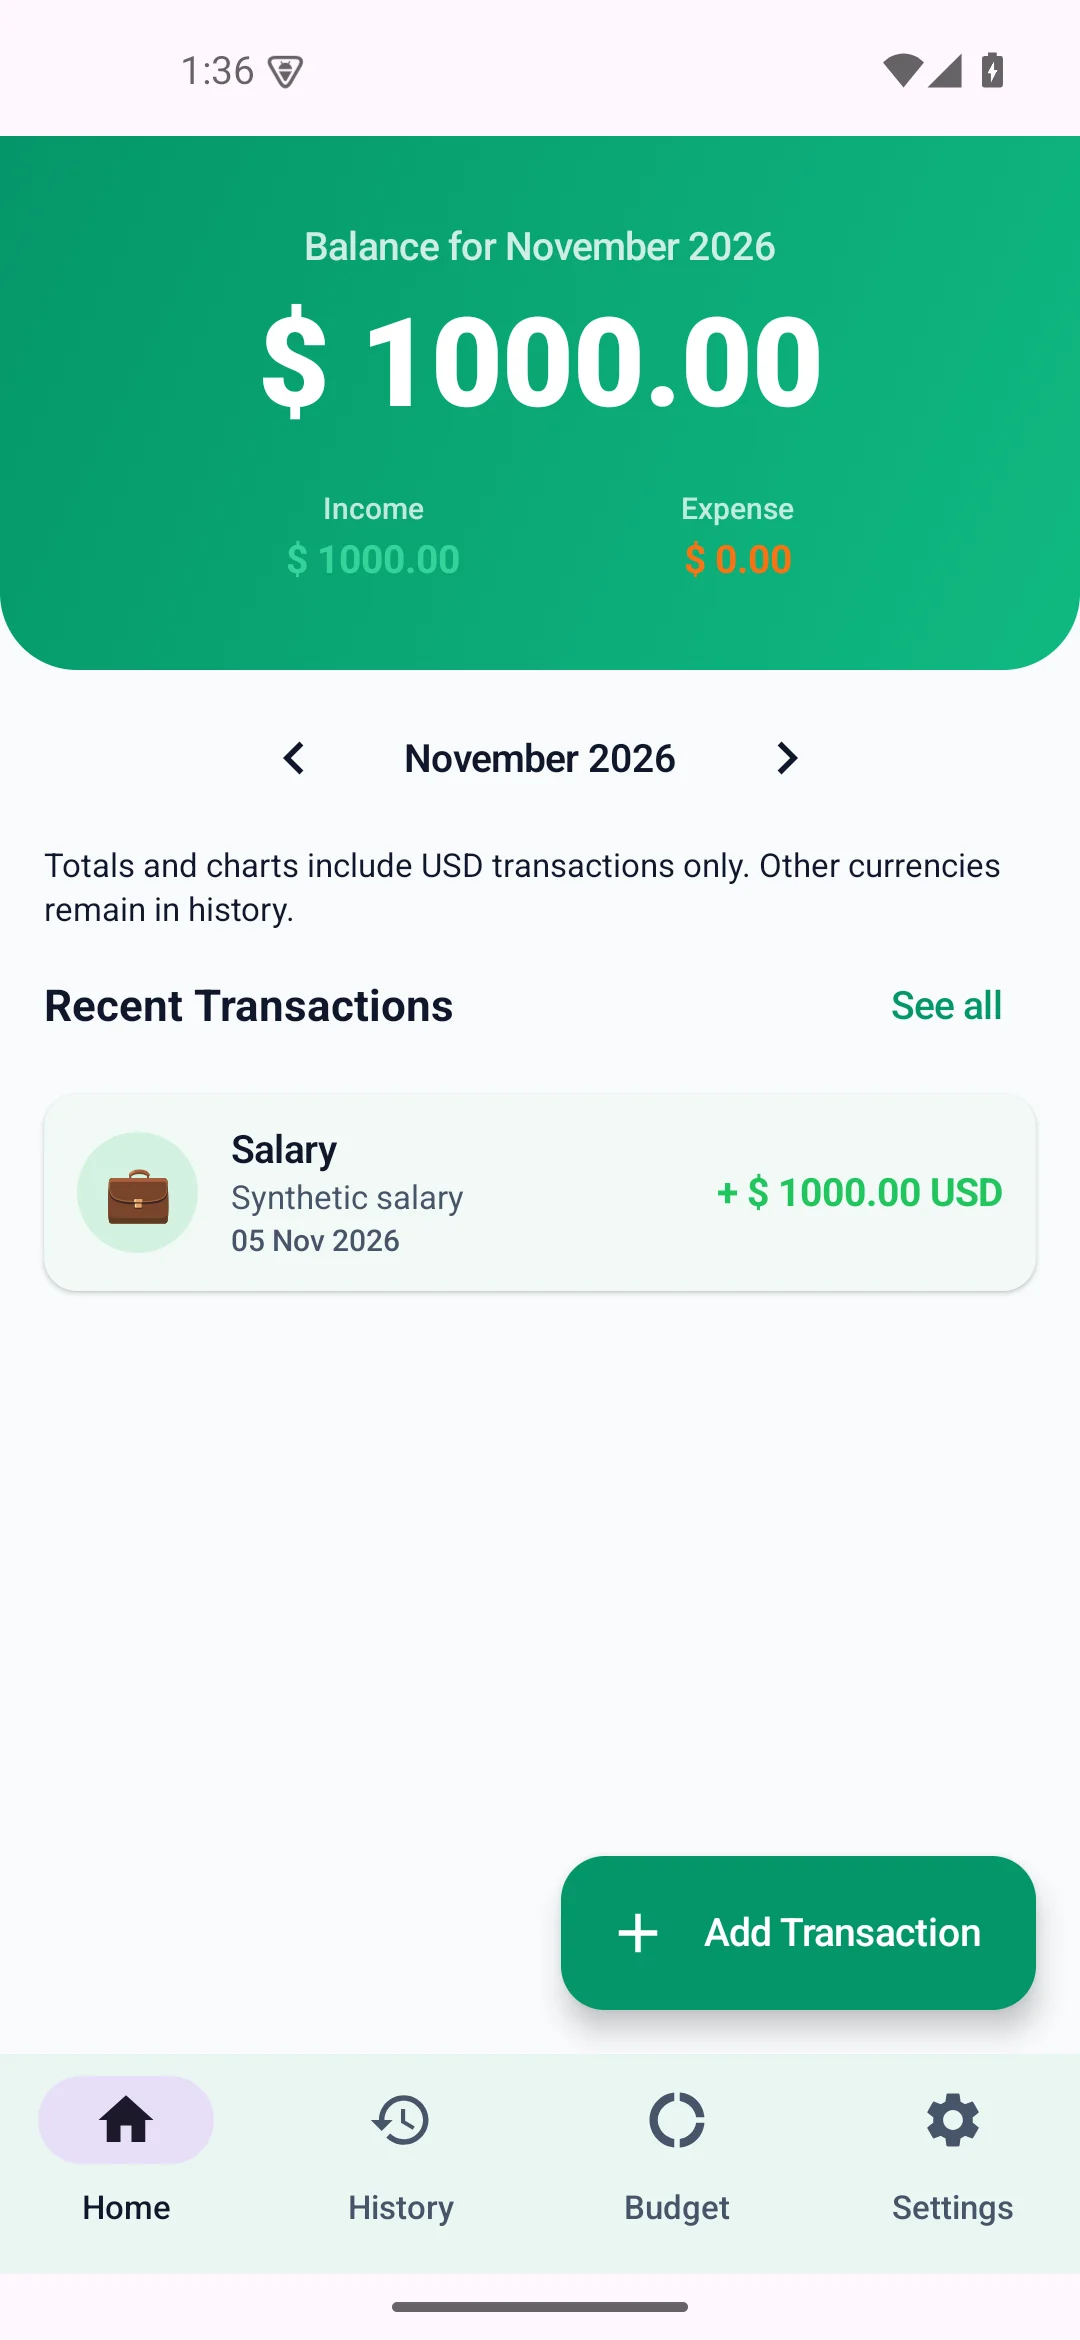 1:36
Balance for November 2026
$ 1000.00
Income
Expense
$ 1000.00
$ 0.00
November 2026
Totals and charts include USD transactions only. Other currencies
remain in history.
Recent Transactions
See all
Salary
Synthetic salary
05 Nov 2026
+ $ 1000.00 USD
Add Transaction
Home
History
Budget
Settings